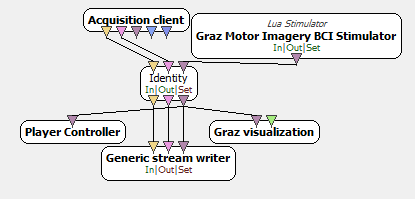 Acquisition client
Lua Stimulator
Graz Motor Imagery BCI Stimulator
In|Out|Set
Identity
In|Out|Set
Player Controller
Graz visualization
Generic stream writer
In|Out|Set